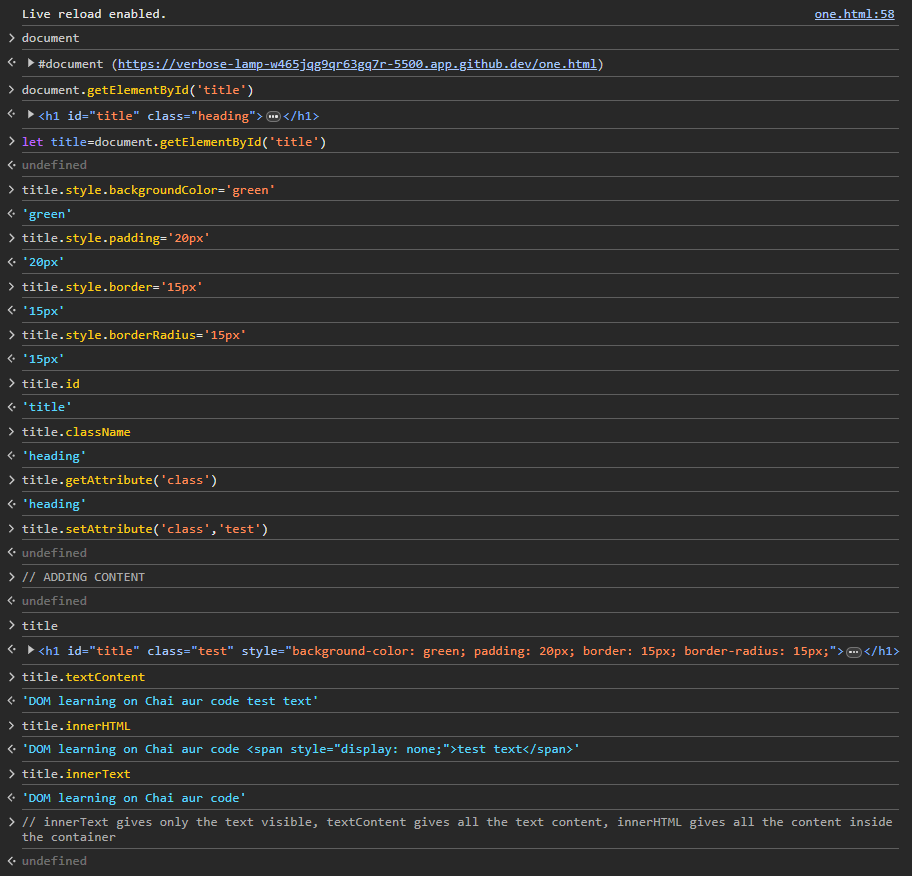 Live reload enabled. one.html:58
> document
<· ▶#document (https://verbose-lamp-w465jqg9qr63gq7r-5500.app.github.dev/one.html)
> document.getElementById('title')
<· ▶<h1 id="title" class="heading">…</h1>
> let title=document.getElementById('title')
<· undefined
> title.style.backgroundColor='green'
<· 'green'
> title.style.padding='20px'
<· '20px'
> title.style.border='15px'
<· '15px'
> title.style.borderRadius='15px'
<· '15px'
> title.id
<· 'title'
> title.className
<· 'heading'
> title.getAttribute('class')
<· 'heading'
> title.setAttribute('class','test')
<· undefined
> // ADDING CONTENT
<· undefined
> title
<· ▶<h1 id="title" class="test" style="background-color: green; padding: 20px; border: 15px; border-radius: 15px;">…</h1>
> title.textContent
<· 'DOM learning on Chai aur code test text'
> title.innerHTML
<· 'DOM learning on Chai aur code <span style="display: none;">test text</span>'
> title.innerText
<· 'DOM learning on Chai aur code'
> // innerText gives only the text visible, textContent gives all the text content, innerHTML gives all the content inside
the container
<· undefined